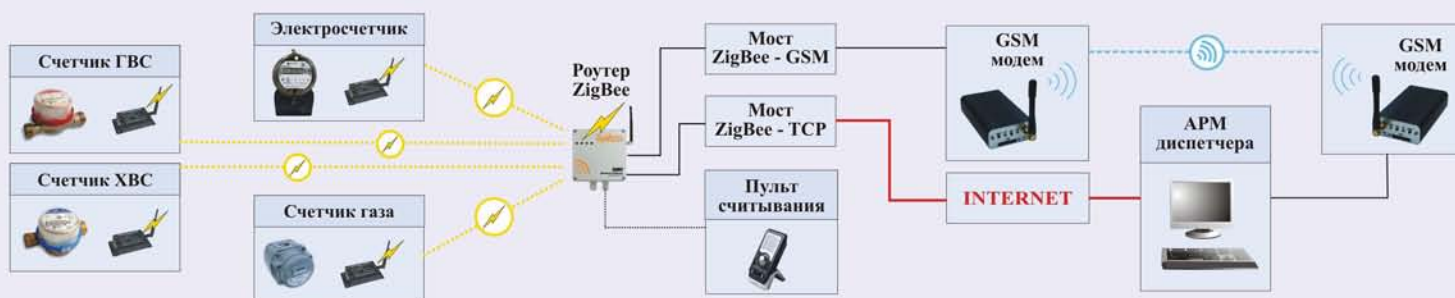 Счетчик ГВС
Счетчик ХВС
Электросчетчик
Счетчик газа
Роутер
ZigBee
Мост
ZigBee - GSM
Мост
ZigBee - TCP
Пульт
считывания
GSM
модем
INTERNET
АРМ
диспетчера
GSM
модем